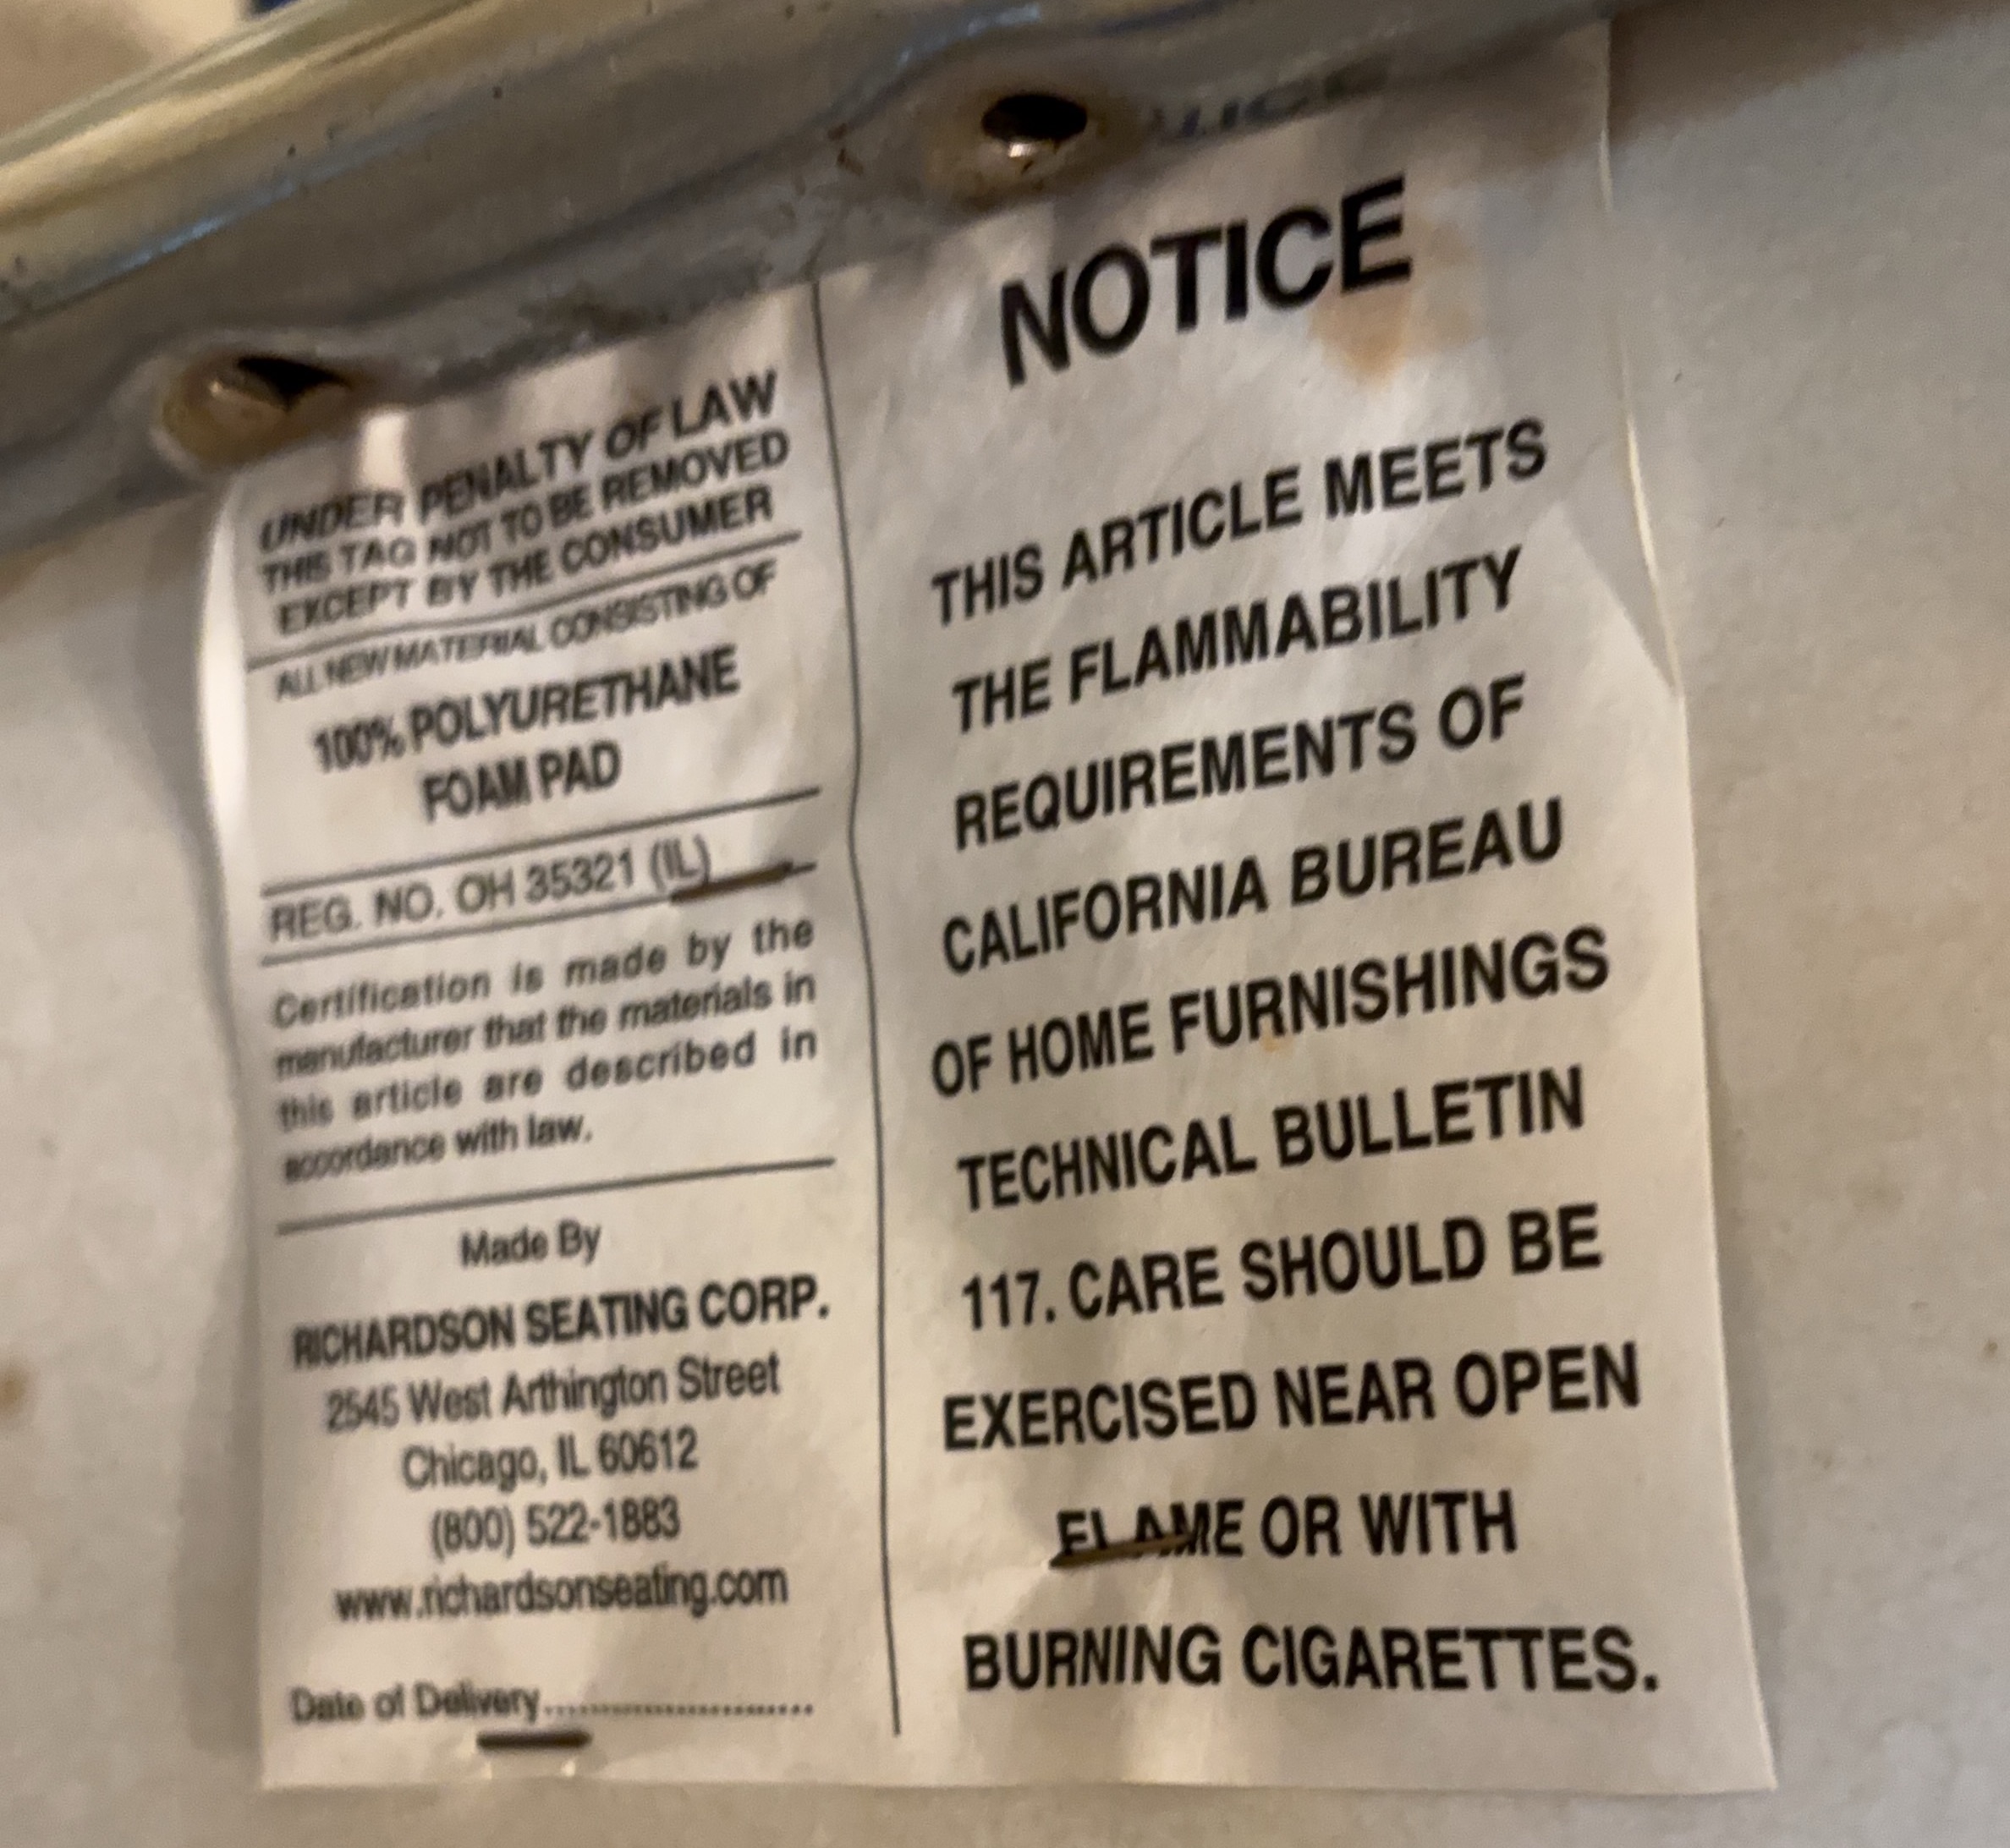 UNDER PENALTY OF LAW
THIS TAG NOT TO BE REMOVED
EXCEPT BY THE CONSUMER
ALL NEW MATERIAL CONSISTING OF
100% POLYURETHANE
FOAM PAD
REG. NO. OH 35321 (IL)
Certification is made by the
manufacturer that the materials in
this article are described in
accordance with law.
Made By
RICHARDSON SEATING CORP.
2545 West Arthington Street
Chicago, IL 60612
(800) 522-1883
www.richardsonseating.com
Date of Delivery........................
NOTICE
THIS ARTICLE MEETS
THE FLAMMABILITY
REQUIREMENTS OF
CALIFORNIA BUREAU
OF HOME FURNISHINGS
TECHNICAL BULLETIN
117. CARE SHOULD BE
EXERCISED NEAR OPEN
FLAME OR WITH
BURNING CIGARETTES.